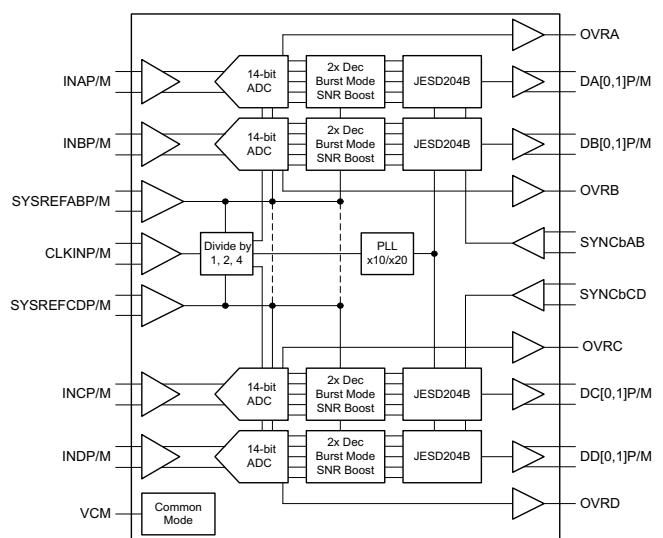 OVRA
INAP/M
14-bit
ADC
2x Dec
Burst Mode
SNR Boost
JESD204B
DA[0,1]P/M
INBP/M
14-bit
ADC
2x Dec
Burst Mode
SNR Boost
JESD204B
DB[0,1]P/M
SYSREFABP/M
OVRB
CLKINP/M
Divide by
1, 2, 4
PLL
x10/x20
SYNCbAB
SYSREFCDP/M
SYNCbCD
OVRC
INCP/M
14-bit
ADC
2x Dec
Burst Mode
SNR Boost
JESD204B
DC[0,1]P/M
INDP/M
14-bit
ADC
2x Dec
Burst Mode
SNR Boost
JESD204B
DD[0,1]P/M
OVRD
VCM
Common
Mode